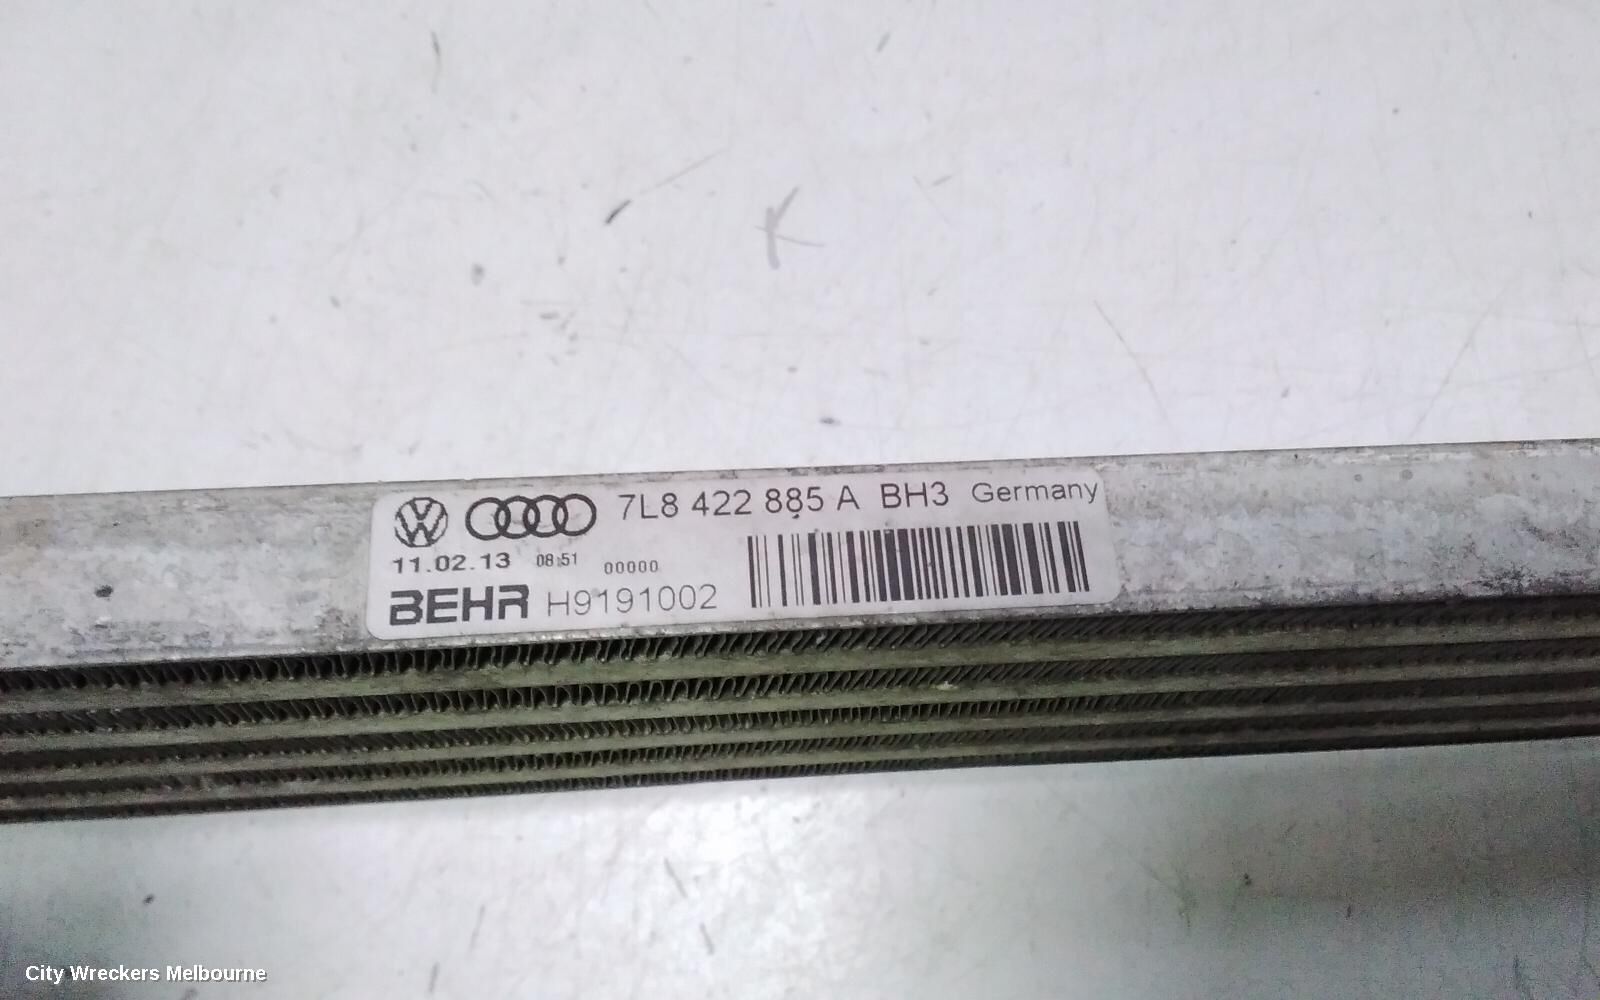 K
7L8 422 885 A BH3 Germany
11.02.13 08:51 00000
BEHR H9191002
City Wreckers Melbourne